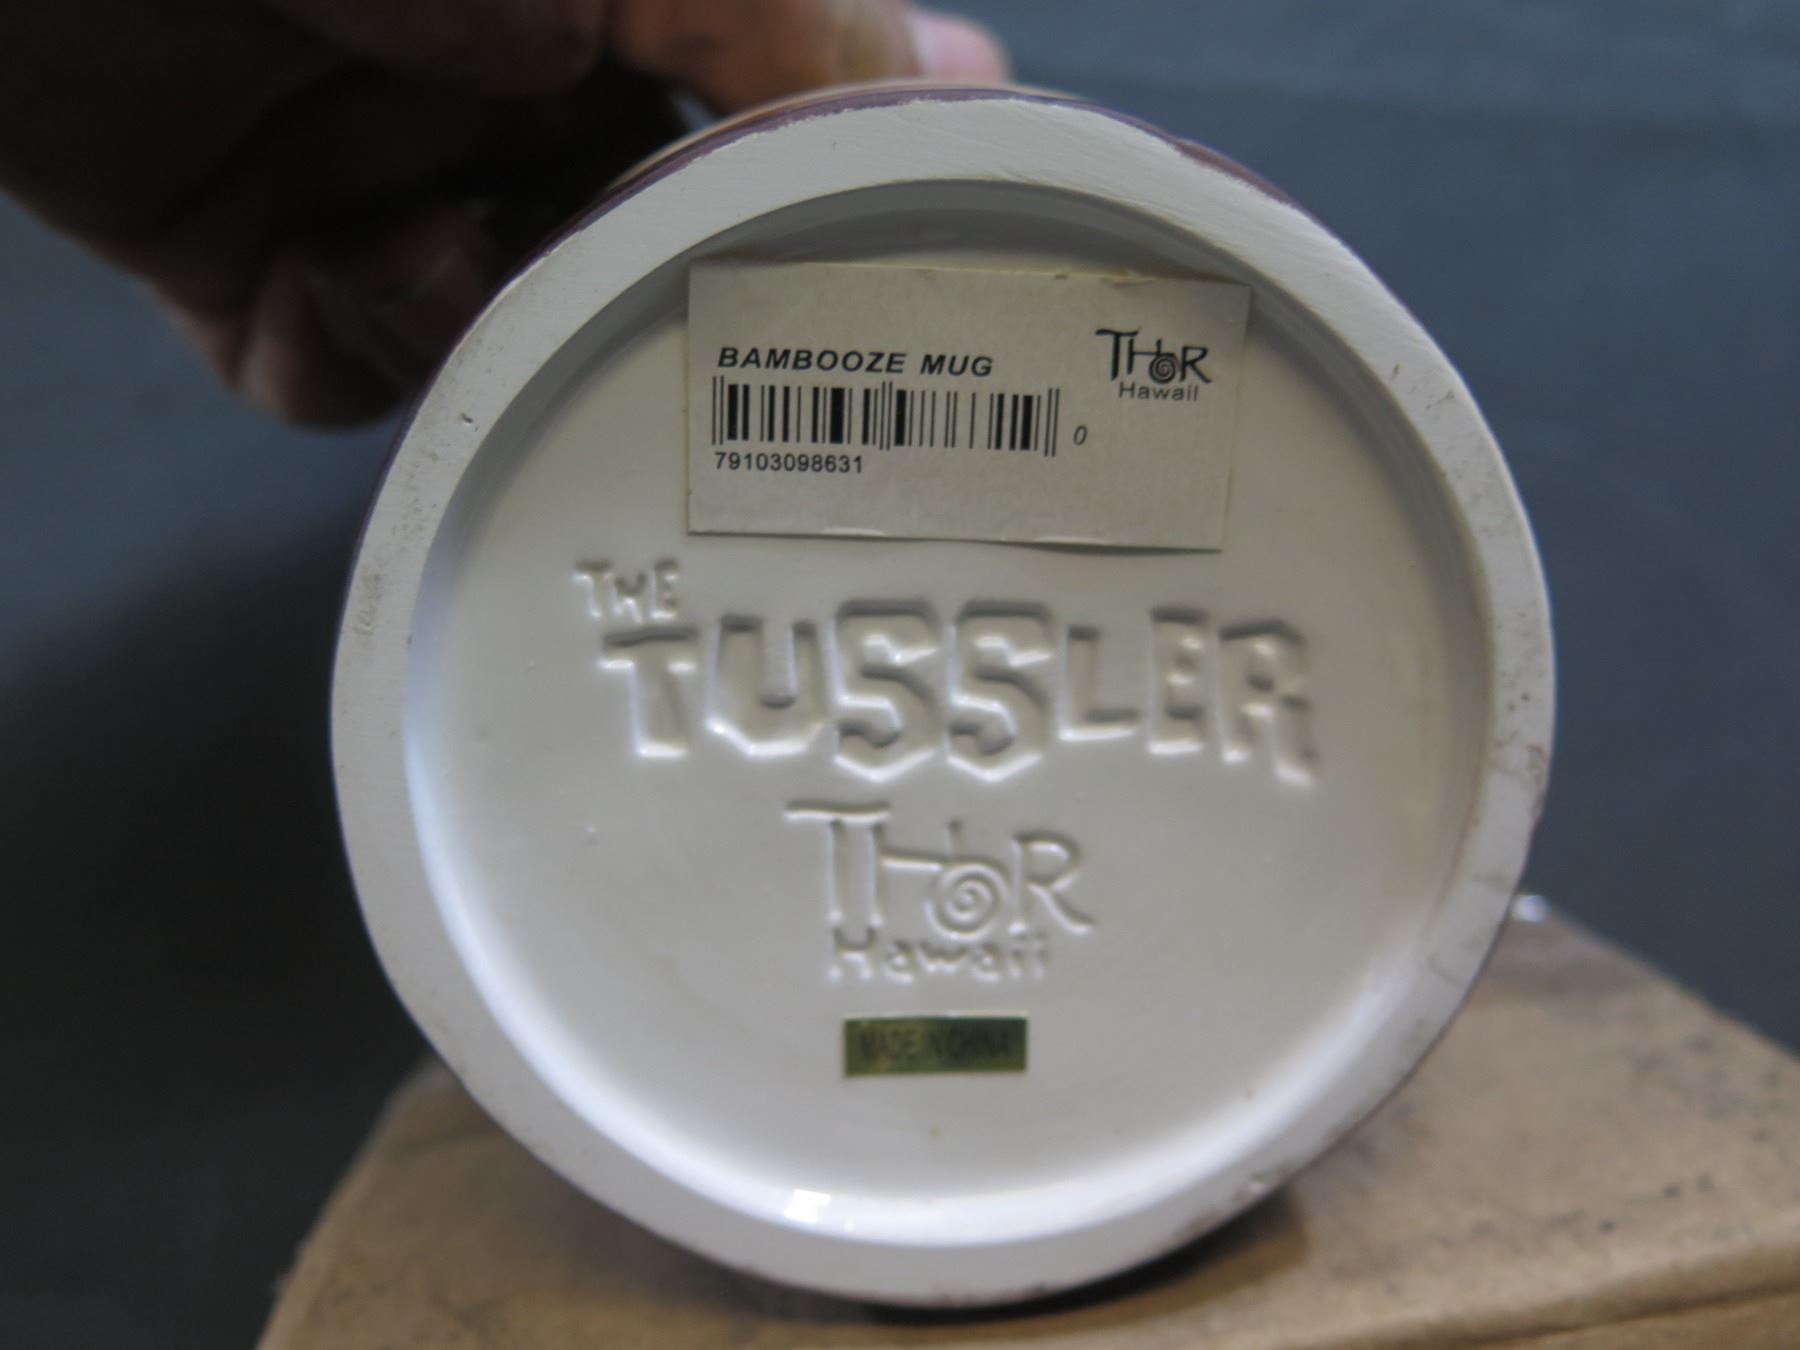 BAMBOOZE MUG
THOR
Hawaii
0
79103098631
THE
TUSSLER
THOR
Hawaii
MADE IN CHINA